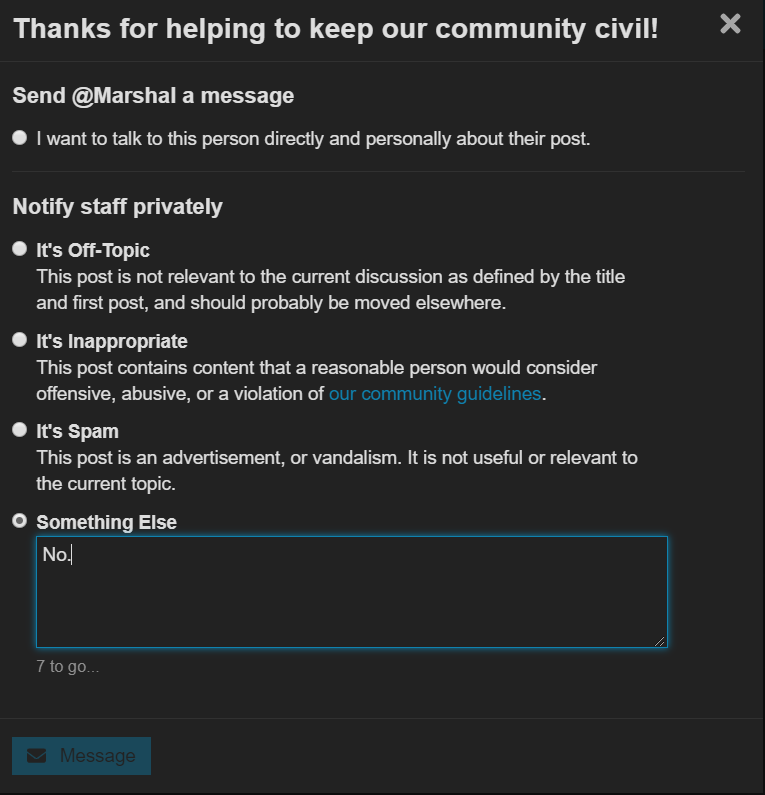 Thanks for helping to keep our community civil!
Send @Marshal a message
I want to talk to this person directly and personally about their post.
Notify staff privately
It's Off-Topic
This post is not relevant to the current discussion as defined by the title
and first post, and should probably be moved elsewhere.
It's Inappropriate
This post contains content that a reasonable person would consider
offensive, abusive, or a violation of our community guidelines.
It's Spam
This post is an advertisement, or vandalism. It is not useful or relevant to
the current topic.
Something Else
No.
7 to go...
Message